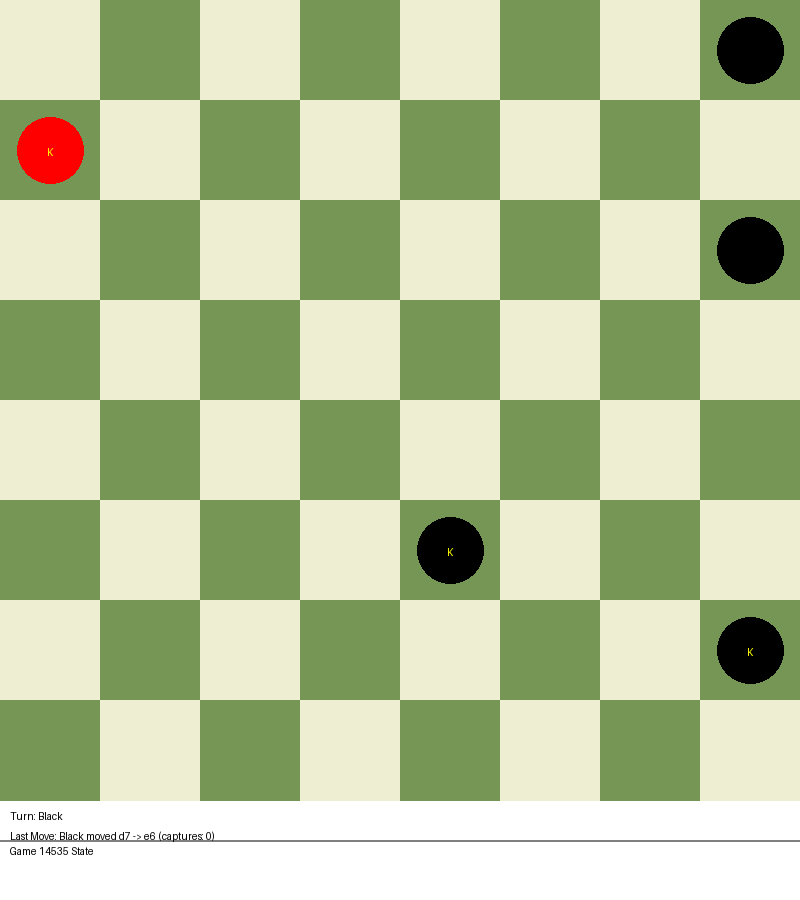 K
K
K
Turn: Black
Last Move: Black moved d7 -> e6 (captures: 0)
Game 14535 State